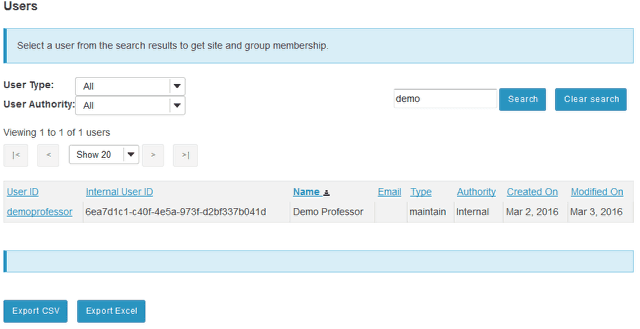 Users
Select a user from the search results to get site and group membership.
User Type: All
User Authority: All
demo Search Clear search
Viewing 1 to 1 of 1 users
|< < Show 20 > >|
User ID Internal User ID Name Email Type Authority Created On Modified On
demoprofessor 6ea7d1c1-c40f-4e5a-973f-d2bf337b041d Demo Professor maintain Internal Mar 2, 2016 Mar 3, 2016
Export CSV Export Excel